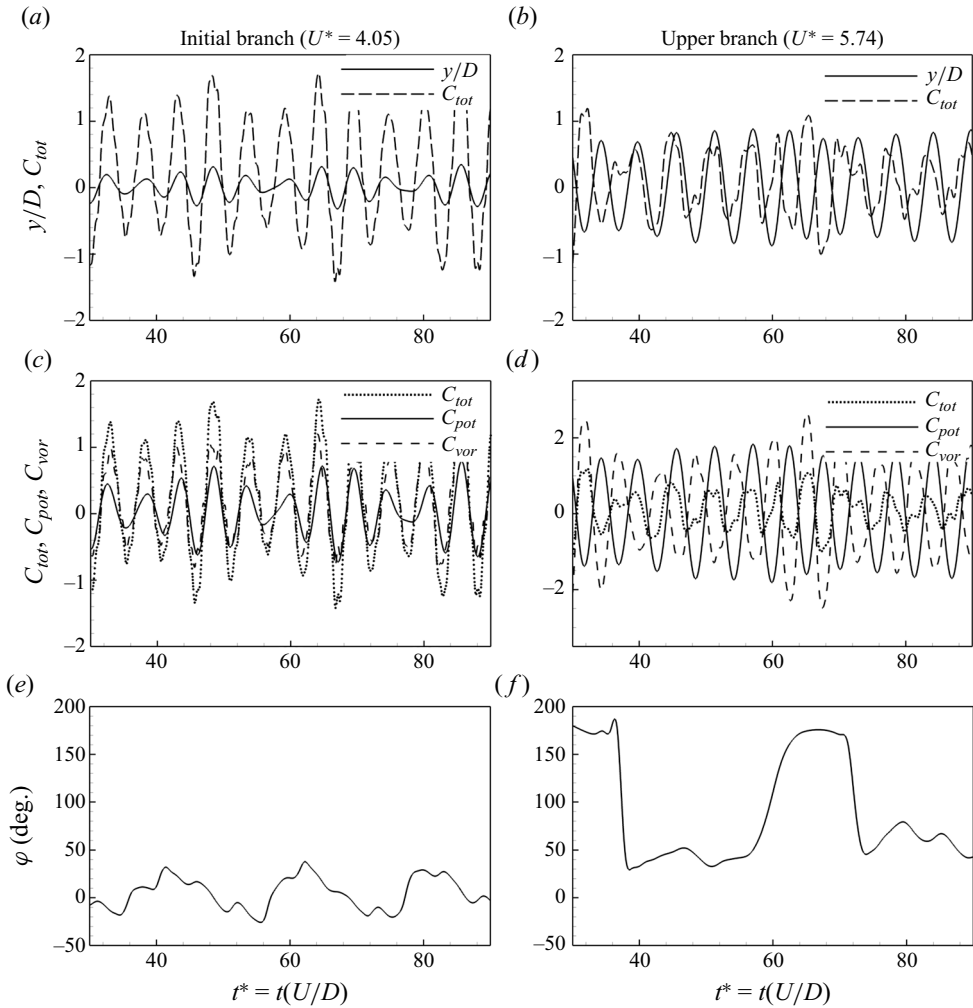 (a)
Initial branch (U* = 4.05)
2
1
0
–1
–2
y/D, C_tot
y/D
C_tot
40
60
80
(b)
Upper branch (U* = 5.74)
2
1
0
–1
–2
y/D
C_tot
40
60
80
(c)
2
1
0
–1
–2
C_tot, C_pot, C_vor
C_tot
C_pot
C_vor
40
60
80
(d)
2
0
–2
C_tot
C_pot
C_vor
40
60
80
(e)
200
150
100
50
0
–50
φ (deg.)
40
60
80
t* = t(U/D)
(f)
200
150
100
50
0
–50
40
60
80
t* = t(U/D)